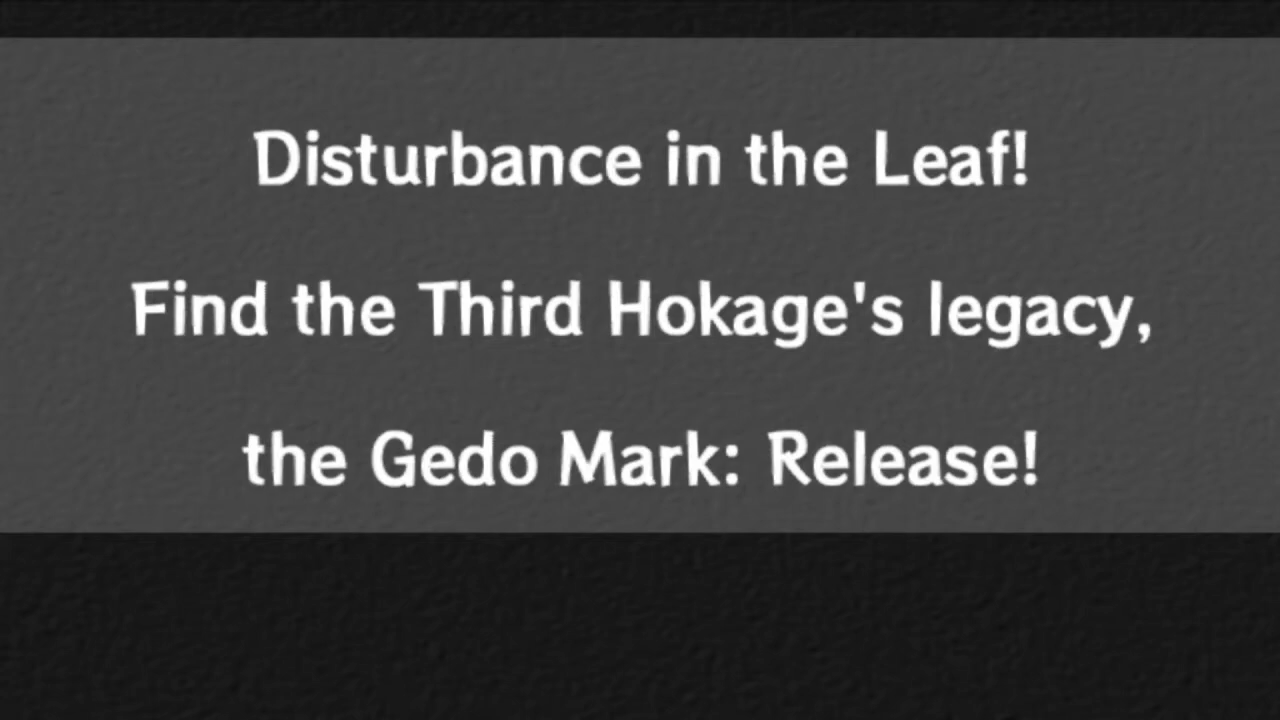 Disturbance in the Leaf!
Find the Third Hokage's legacy,
the Gedo Mark: Release!